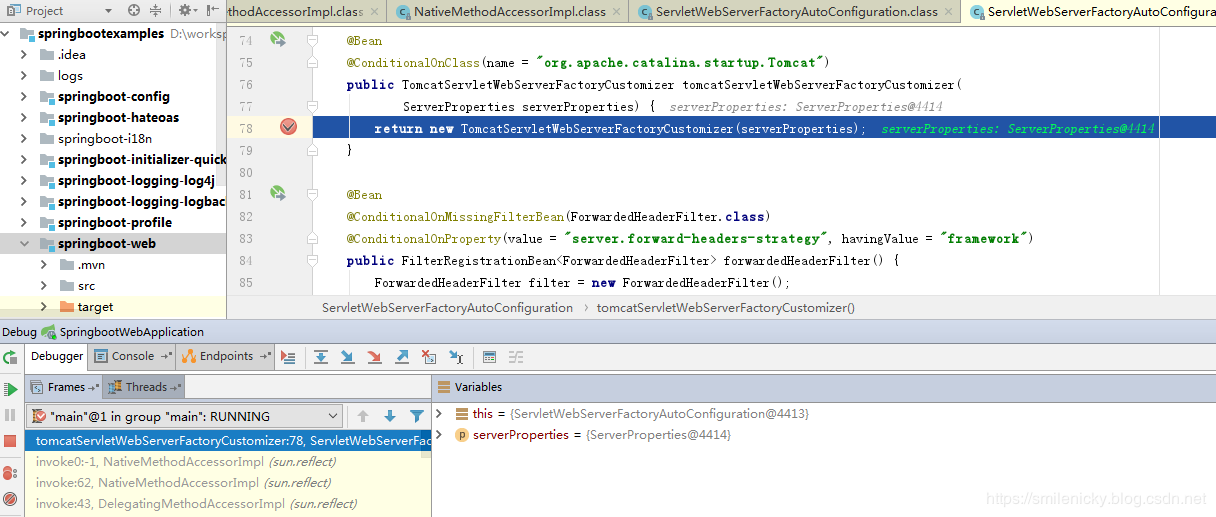 Project
ethodAccessorImpl.class
NativeMethodAccessorImpl.class
ServletWebServerFactoryAutoConfiguration.class
ServletWebServerFactoryAutoConfigura
springbootexamples D:\worksp
.idea
logs
springboot-config
springboot-hateoas
springboot-i18n
springboot-initializer-quick
springboot-logging-log4j
springboot-logging-logbac
springboot-profile
springboot-web
.mvn
src
target
74 @Bean
75 @ConditionalOnClass(name = "org.apache.catalina.startup.Tomcat")
76 public TomcatServletWebServerFactoryCustomizer tomcatServletWebServerFactoryCustomizer(
77 ServerProperties serverProperties) { serverProperties: ServerProperties@4414
78 return new TomcatServletWebServerFactoryCustomizer(serverProperties); serverProperties: ServerProperties@4414
79 }
80
81 @Bean
82 @ConditionalOnMissingFilterBean(ForwardedHeaderFilter.class)
83 @ConditionalOnProperty(value = "server.forward-headers-strategy", havingValue = "framework")
84 public FilterRegistrationBean<ForwardedHeaderFilter> forwardedHeaderFilter() {
85 ForwardedHeaderFilter filter = new ForwardedHeaderFilter();
ServletWebServerFactoryAutoConfiguration › tomcatServletWebServerFactoryCustomizer()
Debug SpringbootWebApplication
Debugger Console Endpoints
Frames Threads
Variables
"main"@1 in group "main": RUNNING
tomcatServletWebServerFactoryCustomizer:78, ServletWebServerFac
invoke0:-1, NativeMethodAccessorImpl (sun.reflect)
invoke:62, NativeMethodAccessorImpl (sun.reflect)
invoke:43, DelegatingMethodAccessorImpl (sun.reflect)
this = {ServletWebServerFactoryAutoConfiguration@4413}
serverProperties = {ServerProperties@4414}
https://smilenicky.blog.csdn.net